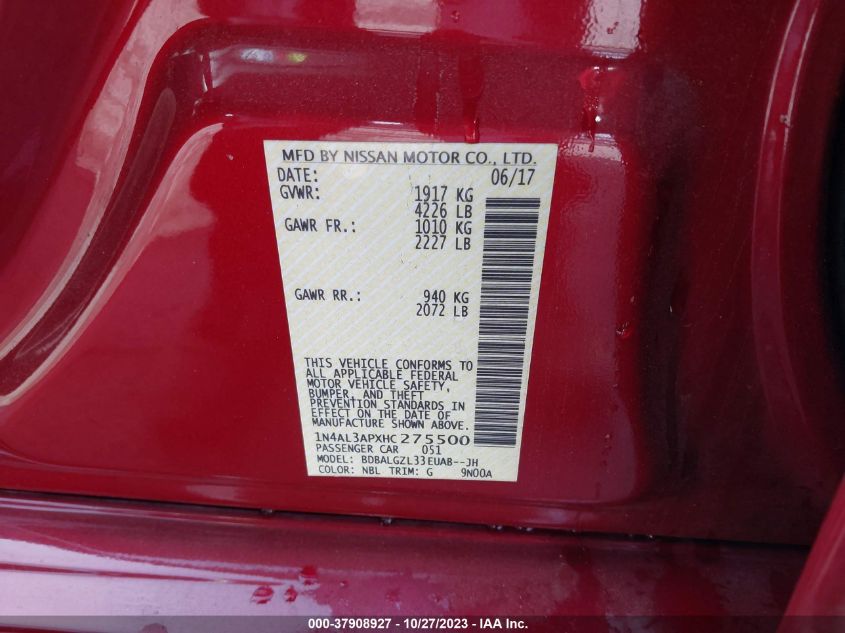 MFD BY NISSAN MOTOR CO., LTD.
DATE: 06/17
GVWR: 1917 KG
4226 LB
GAWR FR.: 1010 KG
2227 LB
GAWR RR.: 940 KG
2072 LB
THIS VEHICLE CONFORMS TO
ALL APPLICABLE FEDERAL
MOTOR VEHICLE SAFETY,
BUMPER, AND THEFT
PREVENTION STANDARDS IN
EFFECT ON THE DATE OF
MANUFACTURE SHOWN ABOVE.
1N4AL3APXHC275500
PASSENGER CAR 051
MODEL: BDBALGZL33EUAB--JH
COLOR: NBL TRIM: G 9N00A
000-37908927 - 10/27/2023 - IAA Inc.